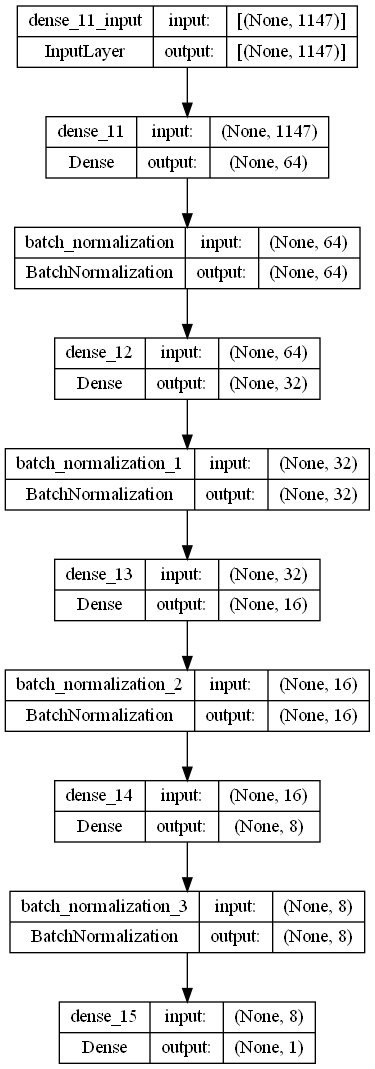 dense_11_input input: [(None, 1147)]
InputLayer output: [(None, 1147)]
dense_11 input: (None, 1147)
Dense output: (None, 64)
batch_normalization input: (None, 64)
BatchNormalization output: (None, 64)
dense_12 input: (None, 64)
Dense output: (None, 32)
batch_normalization_1 input: (None, 32)
BatchNormalization output: (None, 32)
dense_13 input: (None, 32)
Dense output: (None, 16)
batch_normalization_2 input: (None, 16)
BatchNormalization output: (None, 16)
dense_14 input: (None, 16)
Dense output: (None, 8)
batch_normalization_3 input: (None, 8)
BatchNormalization output: (None, 8)
dense_15 input: (None, 8)
Dense output: (None, 1)